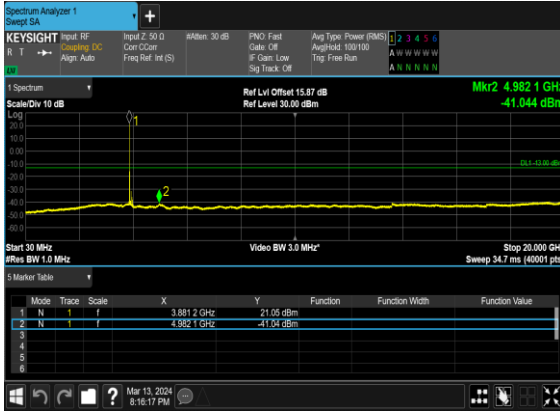 Spectrum Analyzer 1
Swept SA
+
KEYSIGHT
R T
Input: RF
Coupling: DC
Align: Auto
Input Z: 50 Ω
Corr CCorr
Freq Ref: Int (S)
#Atten: 30 dB
PNO: Fast
Gate: Off
IF Gain: Low
Sig Track: Off
Avg Type: Power (RMS)
Avg|Hold: 100/100
Trig: Free Run
1 2 3 4 5 6
A W W W W W
A N N N N N
1 Spectrum
Scale/Div 10 dB
Ref Lvl Offset 15.87 dB
Ref Level 30.00 dBm
Mkr2 4.982 1 GHz
-41.044 dBm
Log
20.0
10.0
0.00
-10.0
-20.0
-30.0
-40.0
-50.0
-60.0
1
2
DL1 -13.00 dBm
Start 30 MHz
#Res BW 1.0 MHz
Video BW 3.0 MHz*
Stop 20.000 GH
Sweep 34.7 ms (40001 pts
5 Marker Table
Mode Trace Scale X Y Function Function Width Function Value
1 N 1 f 3.881 2 GHz 21.05 dBm
2 N 1 f 4.982 1 GHz -41.04 dBm
3
4
5
6
?
Mar 13, 2024
8:16:17 PM